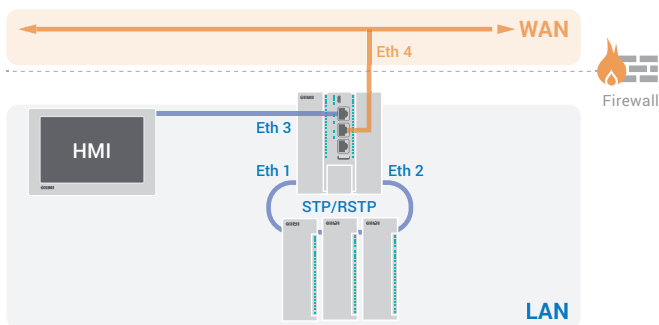 WAN
Eth 4
Firewall
Eth 3
HMI
Eth 1
Eth 2
STP/RSTP
LAN